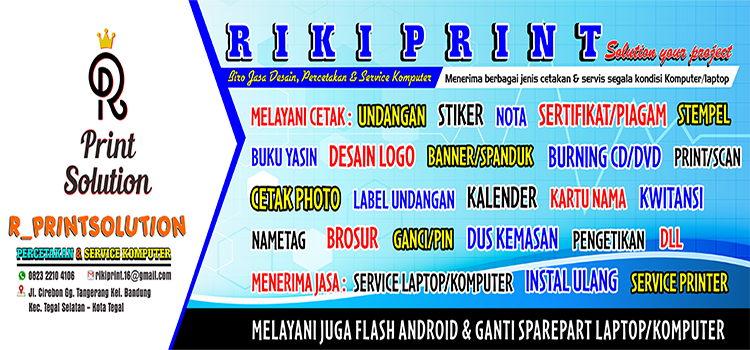 R
Print
Solution
R_PRINTSOLUTION
PERCETAKAN & SERVICE KOMPUTER
0823 2210 4106 rikiprint.16@gmail.com
Jl. Cirebon Gg. Tangerang Kel. Bandung
Kec. Tegal Selatan - Kota Tegal
RIKI PRINT Solution your project
Biro Jasa Desain, Percetakan & Service Komputer Menerima berbagai jenis cetakan & servis segala kondisi Komputer/laptop
MELAYANI CETAK : UNDANGAN STIKER NOTA SERTIFIKAT/PIAGAM STEMPEL
BUKU YASIN DESAIN LOGO BANNER/SPANDUK BURNING CD/DVD PRINT/SCAN
CETAK PHOTO LABEL UNDANGAN KALENDER KARTU NAMA KWITANSI
NAMETAG BROSUR GANCI/PIN DUS KEMASAN PENGETIKAN DLL
MENERIMA JASA : SERVICE LAPTOP/KOMPUTER INSTAL ULANG SERVICE PRINTER
MELAYANI JUGA FLASH ANDROID & GANTI SPAREPART LAPTOP/KOMPUTER